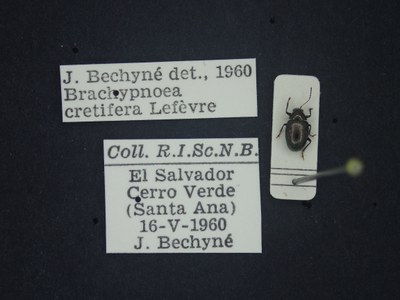 J. Bechyné det., 1960
Brachypnoea
cretifera Lefèvre
Coll. R.I.Sc.N.B.
El Salvador
Cerro Verde
(Santa Ana)
16-V-1960
J. Bechyné